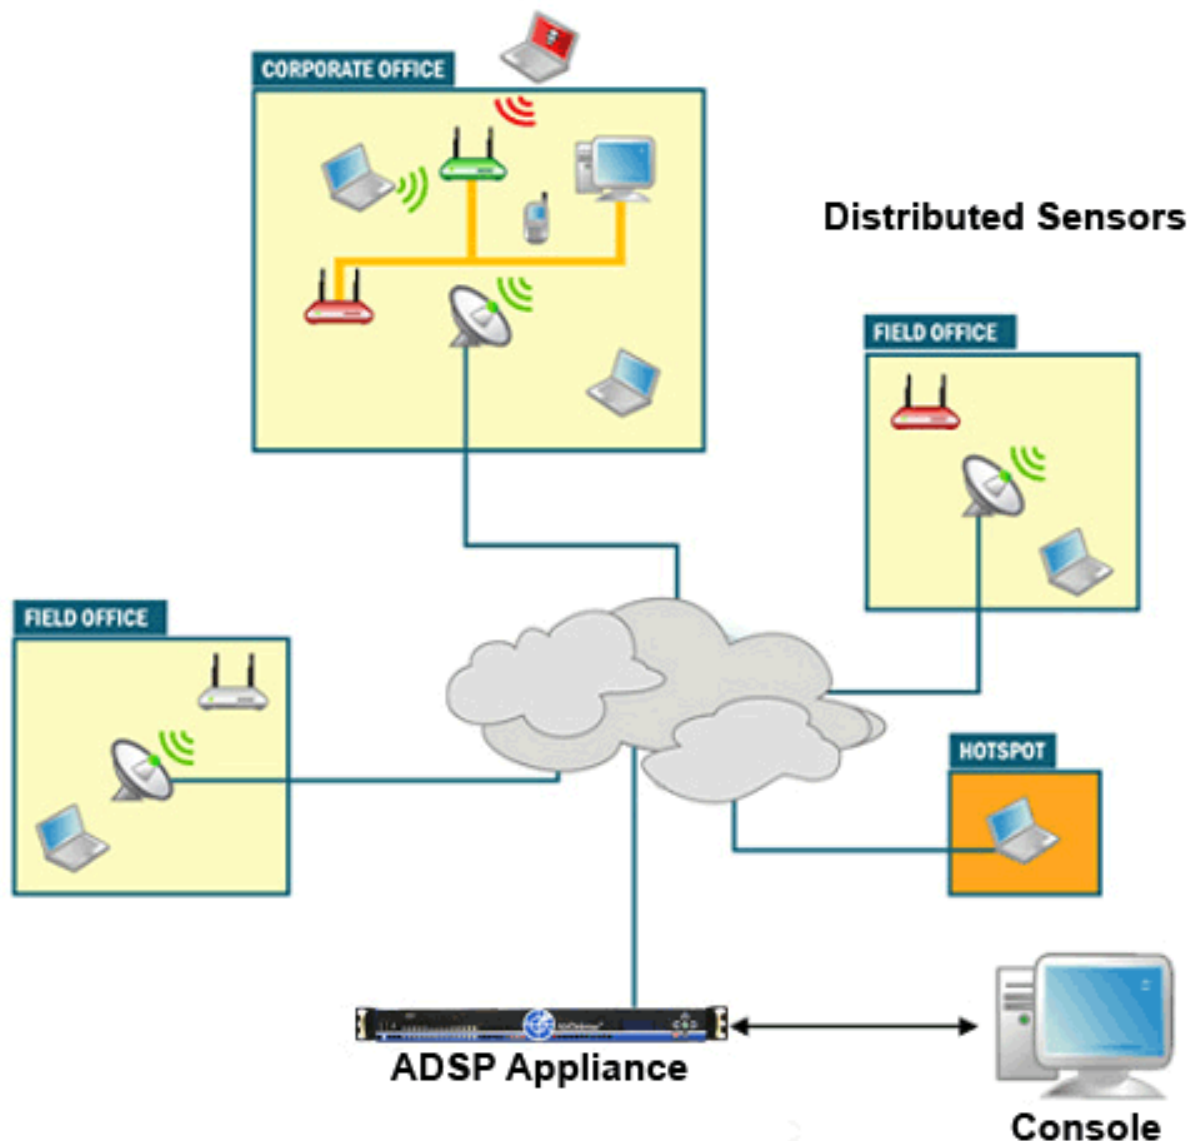 CORPORATE OFFICE
Distributed Sensors
FIELD OFFICE
FIELD OFFICE
HOTSPOT
ADSP Appliance
Console